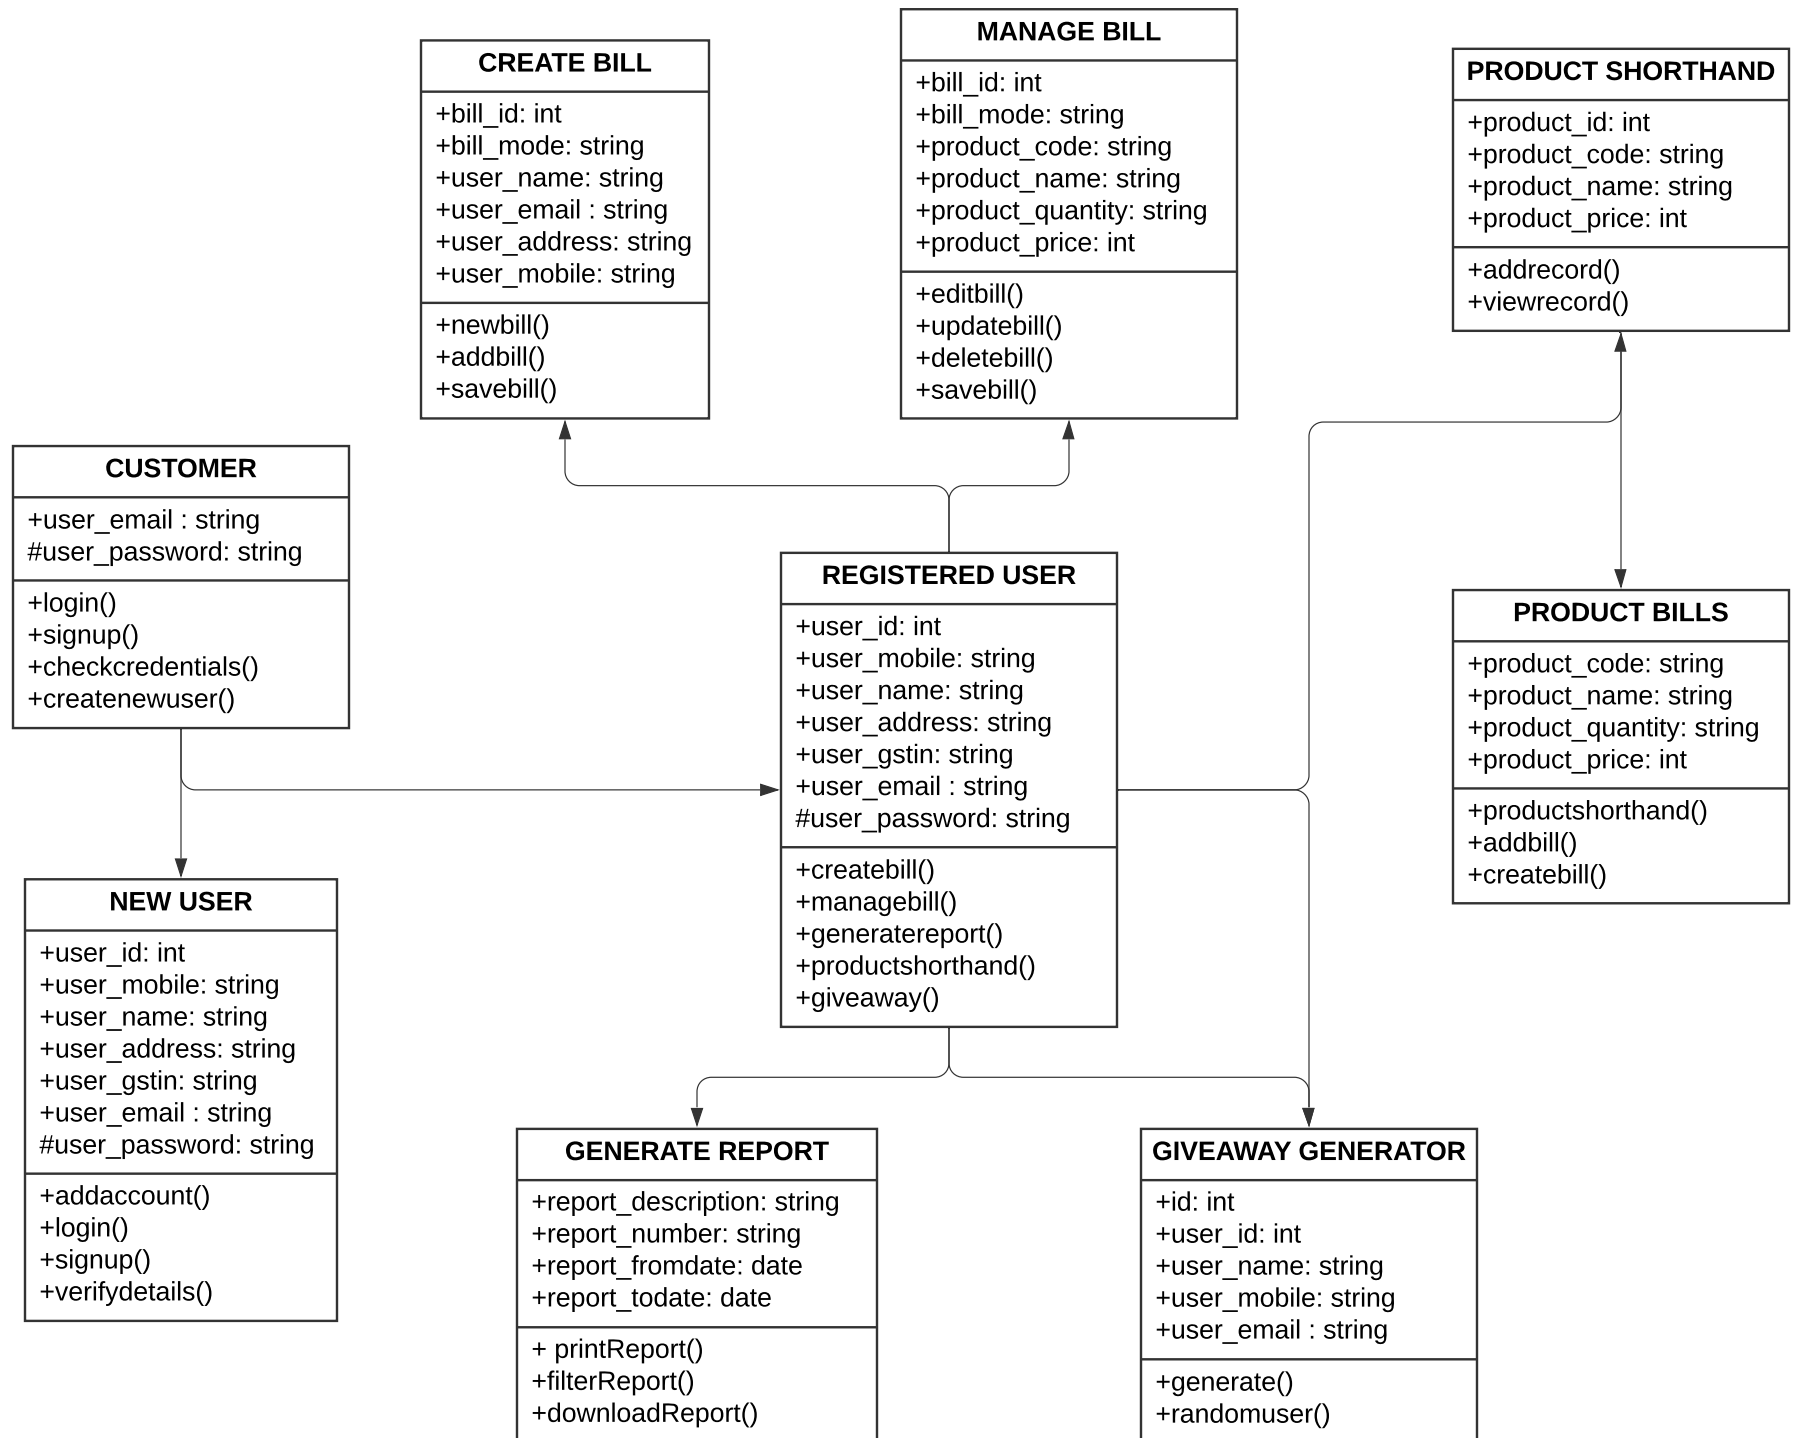 CREATE BILL
+bill_id: int
+bill_mode: string
+user_name: string
+user_email : string
+user_address: string
+user_mobile: string
+newbill()
+addbill()
+savebill()
MANAGE BILL
+bill_id: int
+bill_mode: string
+product_code: string
+product_name: string
+product_quantity: string
+product_price: int
+editbill()
+updatebill()
+deletebill()
+savebill()
PRODUCT SHORTHAND
+product_id: int
+product_code: string
+product_name: string
+product_price: int
+addrecord()
+viewrecord()
CUSTOMER
+user_email : string
#user_password: string
+login()
+signup()
+checkcredentials()
+createnewuser()
REGISTERED USER
+user_id: int
+user_mobile: string
+user_name: string
+user_address: string
+user_gstin: string
+user_email : string
#user_password: string
+createbill()
+managebill()
+generatereport()
+productshorthand()
+giveaway()
PRODUCT BILLS
+product_code: string
+product_name: string
+product_quantity: string
+product_price: int
+productshorthand()
+addbill()
+createbill()
NEW USER
+user_id: int
+user_mobile: string
+user_name: string
+user_address: string
+user_gstin: string
+user_email : string
#user_password: string
+addaccount()
+login()
+signup()
+verifydetails()
GENERATE REPORT
+report_description: string
+report_number: string
+report_fromdate: date
+report_todate: date
+ printReport()
+filterReport()
+downloadReport()
GIVEAWAY GENERATOR
+id: int
+user_id: int
+user_name: string
+user_mobile: string
+user_email : string
+generate()
+randomuser()